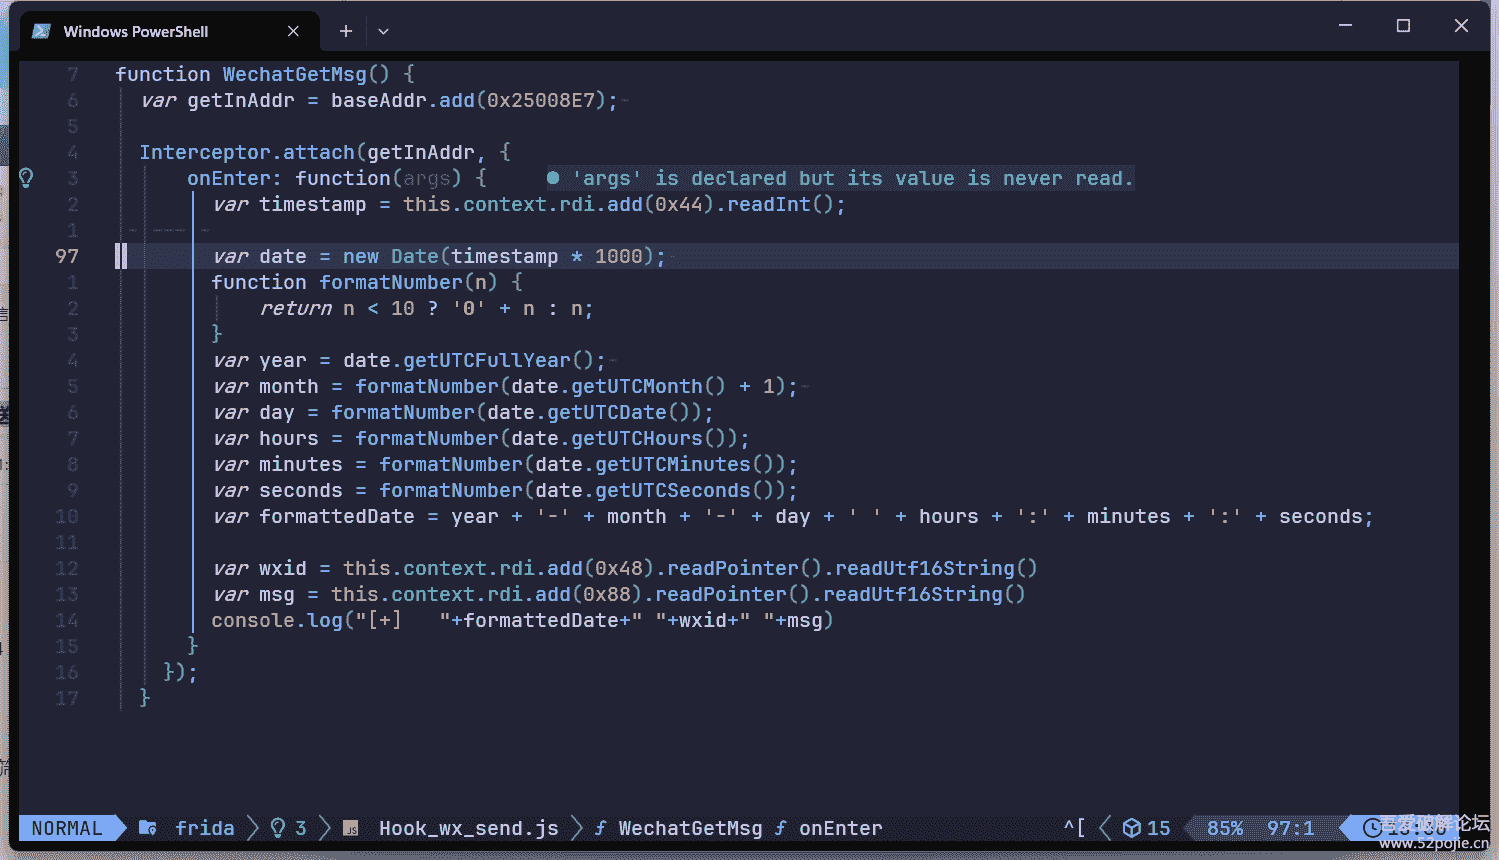 Windows PowerShell
7 function WechatGetMsg() {
6 var getInAddr = baseAddr.add(0x25008E7);
5
4 Interceptor.attach(getInAddr, {
3 onEnter: function(args) { ● 'args' is declared but its value is never read.
2 var timestamp = this.context.rdi.add(0x44).readInt();
1
97 var date = new Date(timestamp * 1000);
1 function formatNumber(n) {
2 return n < 10 ? '0' + n : n;
3 }
4 var year = date.getUTCFullYear();
5 var month = formatNumber(date.getUTCMonth() + 1);
6 var day = formatNumber(date.getUTCDate());
7 var hours = formatNumber(date.getUTCHours());
8 var minutes = formatNumber(date.getUTCMinutes());
9 var seconds = formatNumber(date.getUTCSeconds());
10 var formattedDate = year + '-' + month + '-' + day + ' ' + hours + ':' + minutes + ':' + seconds;
11
12 var wxid = this.context.rdi.add(0x48).readPointer().readUtf16String()
13 var msg = this.context.rdi.add(0x88).readPointer().readUtf16String()
14 console.log("[+]   "+formattedDate+" "+wxid+" "+msg)
15 }
16 });
17 }
NORMAL frida 3 JS Hook_wx_send.js f WechatGetMsg f onEnter ^[ 15 85% 97:1
吾爱破解论坛
www.52pojie.cn